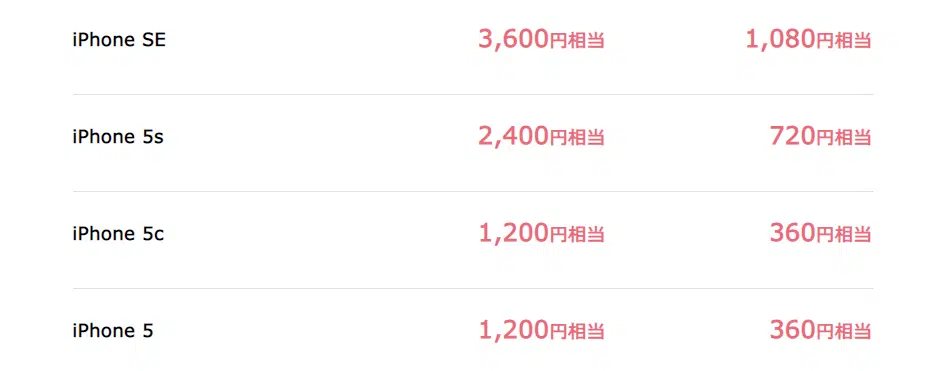 iPhone SE 3,600円相当 1,080円相当
iPhone 5s 2,400円相当 720円相当
iPhone 5c 1,200円相当 360円相当
iPhone 5 1,200円相当 360円相当